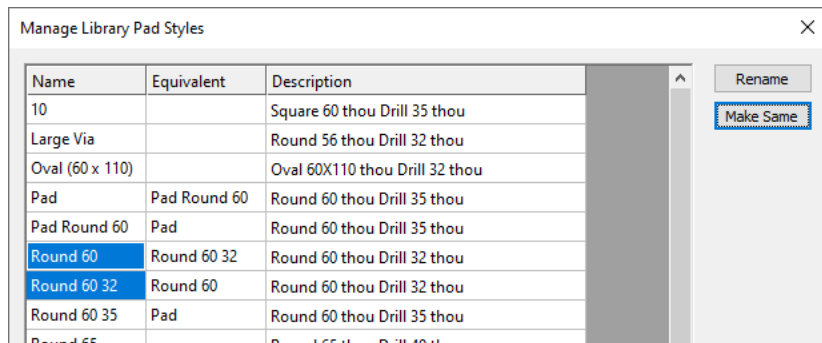 Manage Library Pad Styles
Name Equivalent Description
Rename
10 Square 60 thou Drill 35 thou
Make Same
Large Via Round 56 thou Drill 32 thou
Oval (60 x 110) Oval 60X110 thou Drill 32 thou
Pad Pad Round 60 Round 60 thou Drill 35 thou
Pad Round 60 Pad Round 60 thou Drill 35 thou
Round 60 Round 60 32 Round 60 thou Drill 32 thou
Round 60 32 Round 60 Round 60 thou Drill 32 thou
Round 60 35 Pad Round 60 thou Drill 35 thou